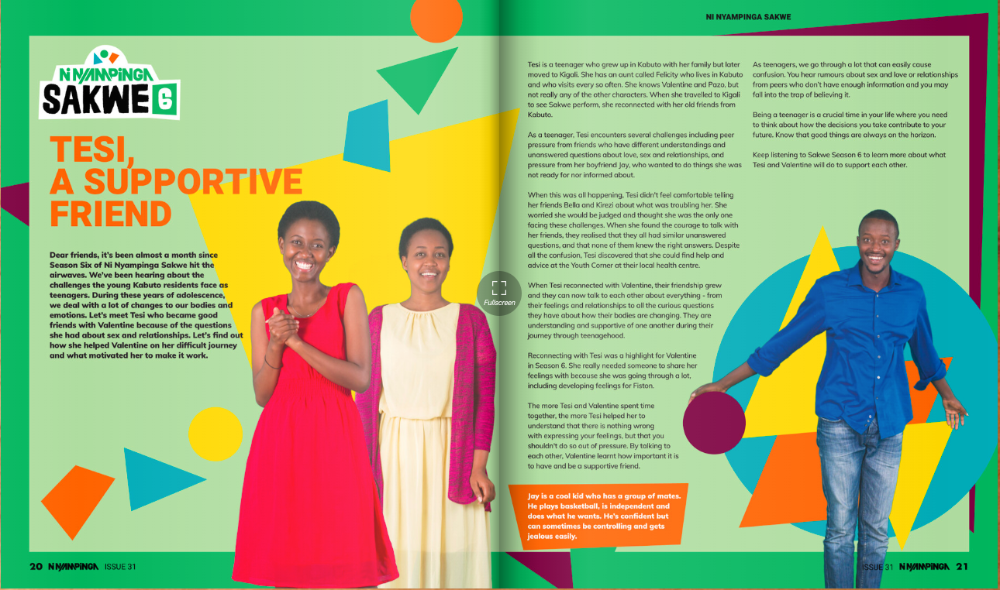 NI NYAMPINGA SAKWE
Ni NYAMPiNGA
SAKWE 6
TESI,
A SUPPORTIVE
FRIEND
Dear friends, it's been almost a month since
Season Six of Ni Nyampinga Sakwe hit the
airwaves. We've been hearing about the
challenges the young Kabuto residents face as
teenagers. During these years of adolescence,
we deal with a lot of changes to our bodies and
emotions. Let's meet Tesi who became good
friends with Valentine because of the questions
she had about sex and relationships. Let's find out
how she helped Valentine on her difficult journey
and what motivated her to make it work.
Tesi is a teenager who grew up in Kabuto with her family but later
moved to Kigali. She has an aunt called Felicity who lives in Kabuto
and who visits every so often. She knows Valentine and Pazo, but
not really any of the other characters. When she travelled to Kigali
to see Sakwe perform, she reconnected with her old friends from
Kabuto.
As a teenager, Tesi encounters several challenges including peer
pressure from friends who have different understandings and
unanswered questions about love, sex and relationships, and
pressure from her boyfriend Jay, who wanted to do things she was
not ready for nor informed about.
When this was all happening, Tesi didn't feel comfortable telling
her friends Bella and Kirezi about what was troubling her. She
worried she would be judged and thought she was the only one
facing these challenges. When she found the courage to talk with
her friends, they realised that they all had similar unanswered
questions, and that none of them knew the right answers. Despite
all the confusion, Tesi discovered that she could find help and
advice at the Youth Corner at their local health centre.
When Tesi reconnected with Valentine, their friendship grew
and they can now talk to each other about everything - from
their feelings and relationships to all the curious questions
they have about how their bodies are changing. They are
understanding and supportive of one another during their
journey through teenagehood.
Reconnecting with Tesi was a highlight for Valentine
in Season 6. She really needed someone to share her
feelings with because she was going through a lot,
including developing feelings for Fiston.
The more Tesi and Valentine spent time
together, the more Tesi helped her to
understand that there is nothing wrong
with expressing your feelings, but that you
shouldn't do so out of pressure. By talking to
each other, Valentine learnt how important it is
to have and be a supportive friend.
Jay is a cool kid who has a group of mates.
He plays basketball, is independent and
does what he wants. He's confident but
can sometimes be controlling and gets
jealous easily.
As teenagers, we go through a lot that can easily cause
confusion. You hear rumours about sex and love or relationships
from peers who don't have enough information and you may
fall into the trap of believing it.
Being a teenager is a crucial time in your life where you need
to think about how the decisions you take contribute to your
future. Know that good things are always on the horizon.
Keep listening to Sakwe Season 6 to learn more about what
Tesi and Valentine will do to support each other.
Fullscreen
20 Ni NYAMPiNGA ISSUE 31
ISSUE 31 Ni NYAMPiNGA 21